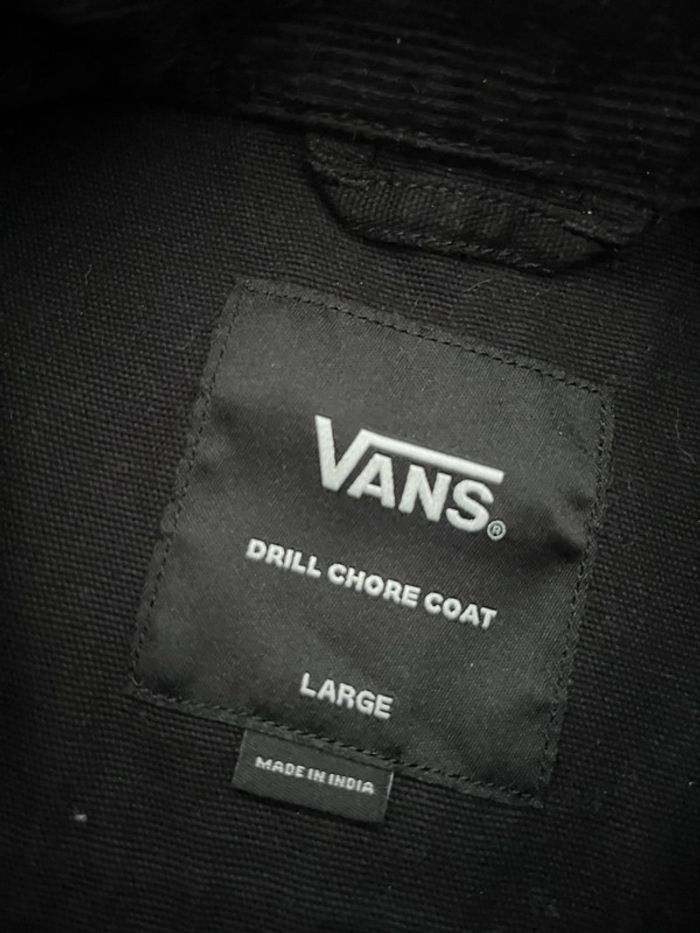 VANS®
DRILL CHORE COAT
LARGE
MADE IN INDIA